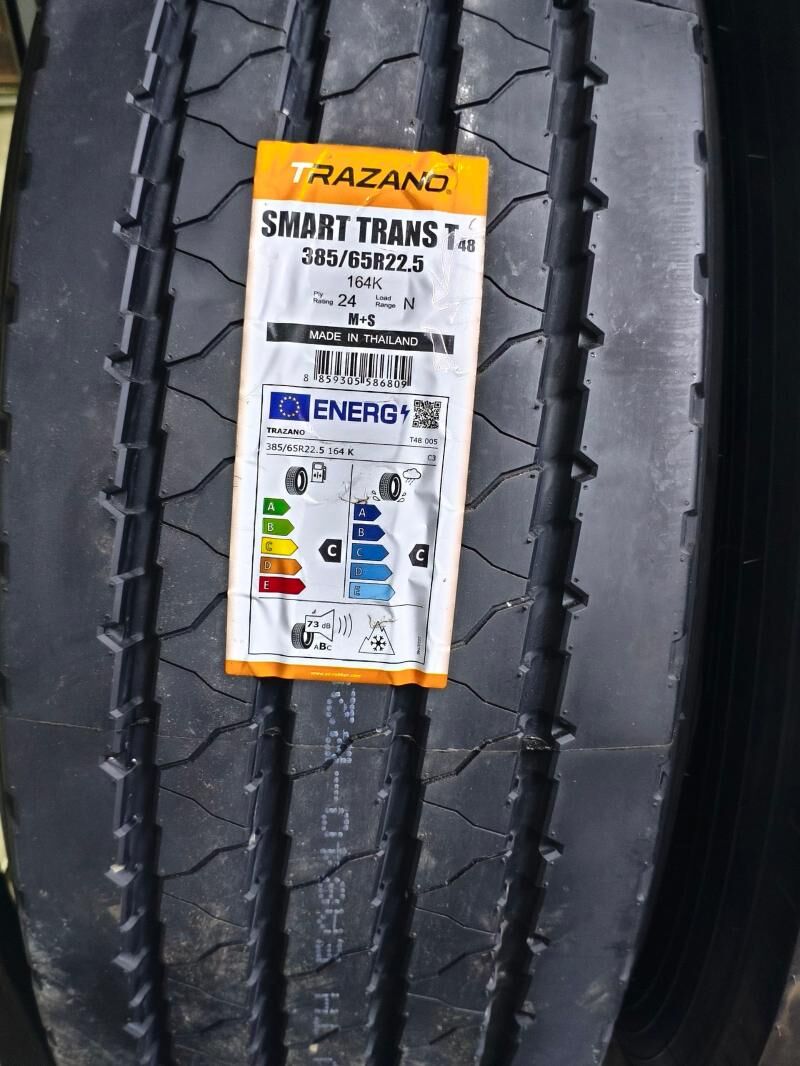 TRAZANO
SMART TRANS T48
385/65R22.5
164K
Ply Rating 24 Load Range N
M+S
MADE IN THAILAND
8 859305 586809
ENERG
TRAZANO T48 005
385/65R22.5 164 K C3
A A
B B
C C C C
D D
E E
73 dB
ABC